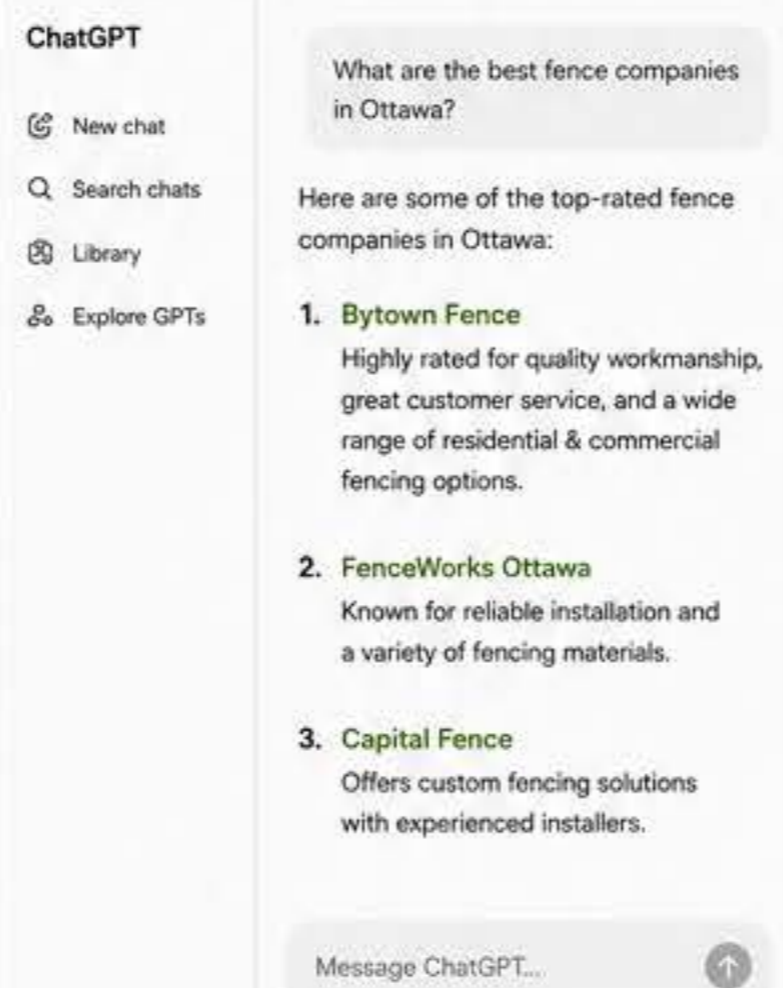 ChatGPT
New chat
Search chats
Library
Explore GPTs
What are the best fence companies
in Ottawa?
Here are some of the top-rated fence
companies in Ottawa:
1. Bytown Fence
Highly rated for quality workmanship,
great customer service, and a wide
range of residential & commercial
fencing options.
2. FenceWorks Ottawa
Known for reliable installation and
a variety of fencing materials.
3. Capital Fence
Offers custom fencing solutions
with experienced installers.
Message ChatGPT...